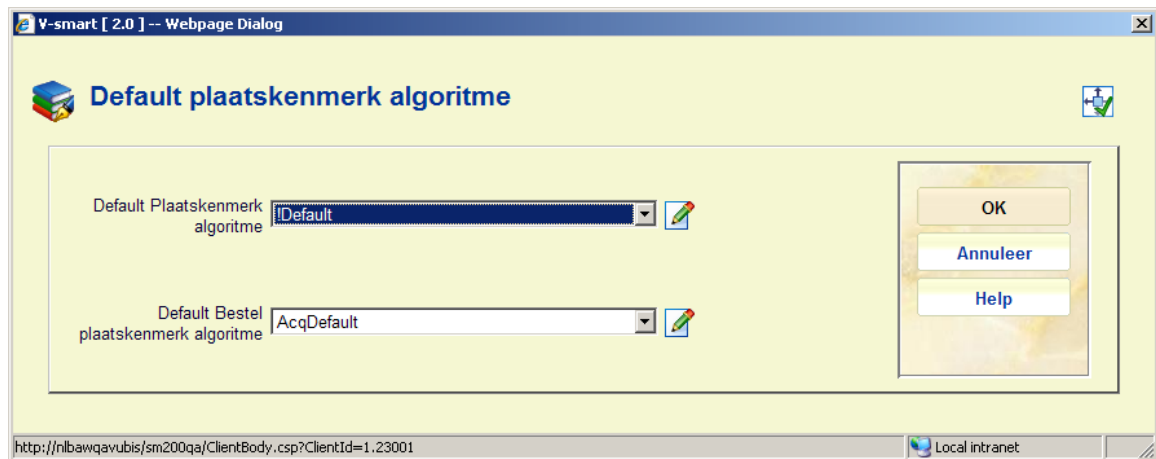 V-smart [ 2.0 ] -- Webpage Dialog
Default plaatskenmerk algoritme
Default Plaatskenmerk
algoritme
!Default
Default Bestel
plaatskenmerk algoritme
AcqDefault
OK
Annuleer
Help
http://nlbawqavubis/sm200qa/ClientBody.csp?ClientId=1.23001
Local intranet